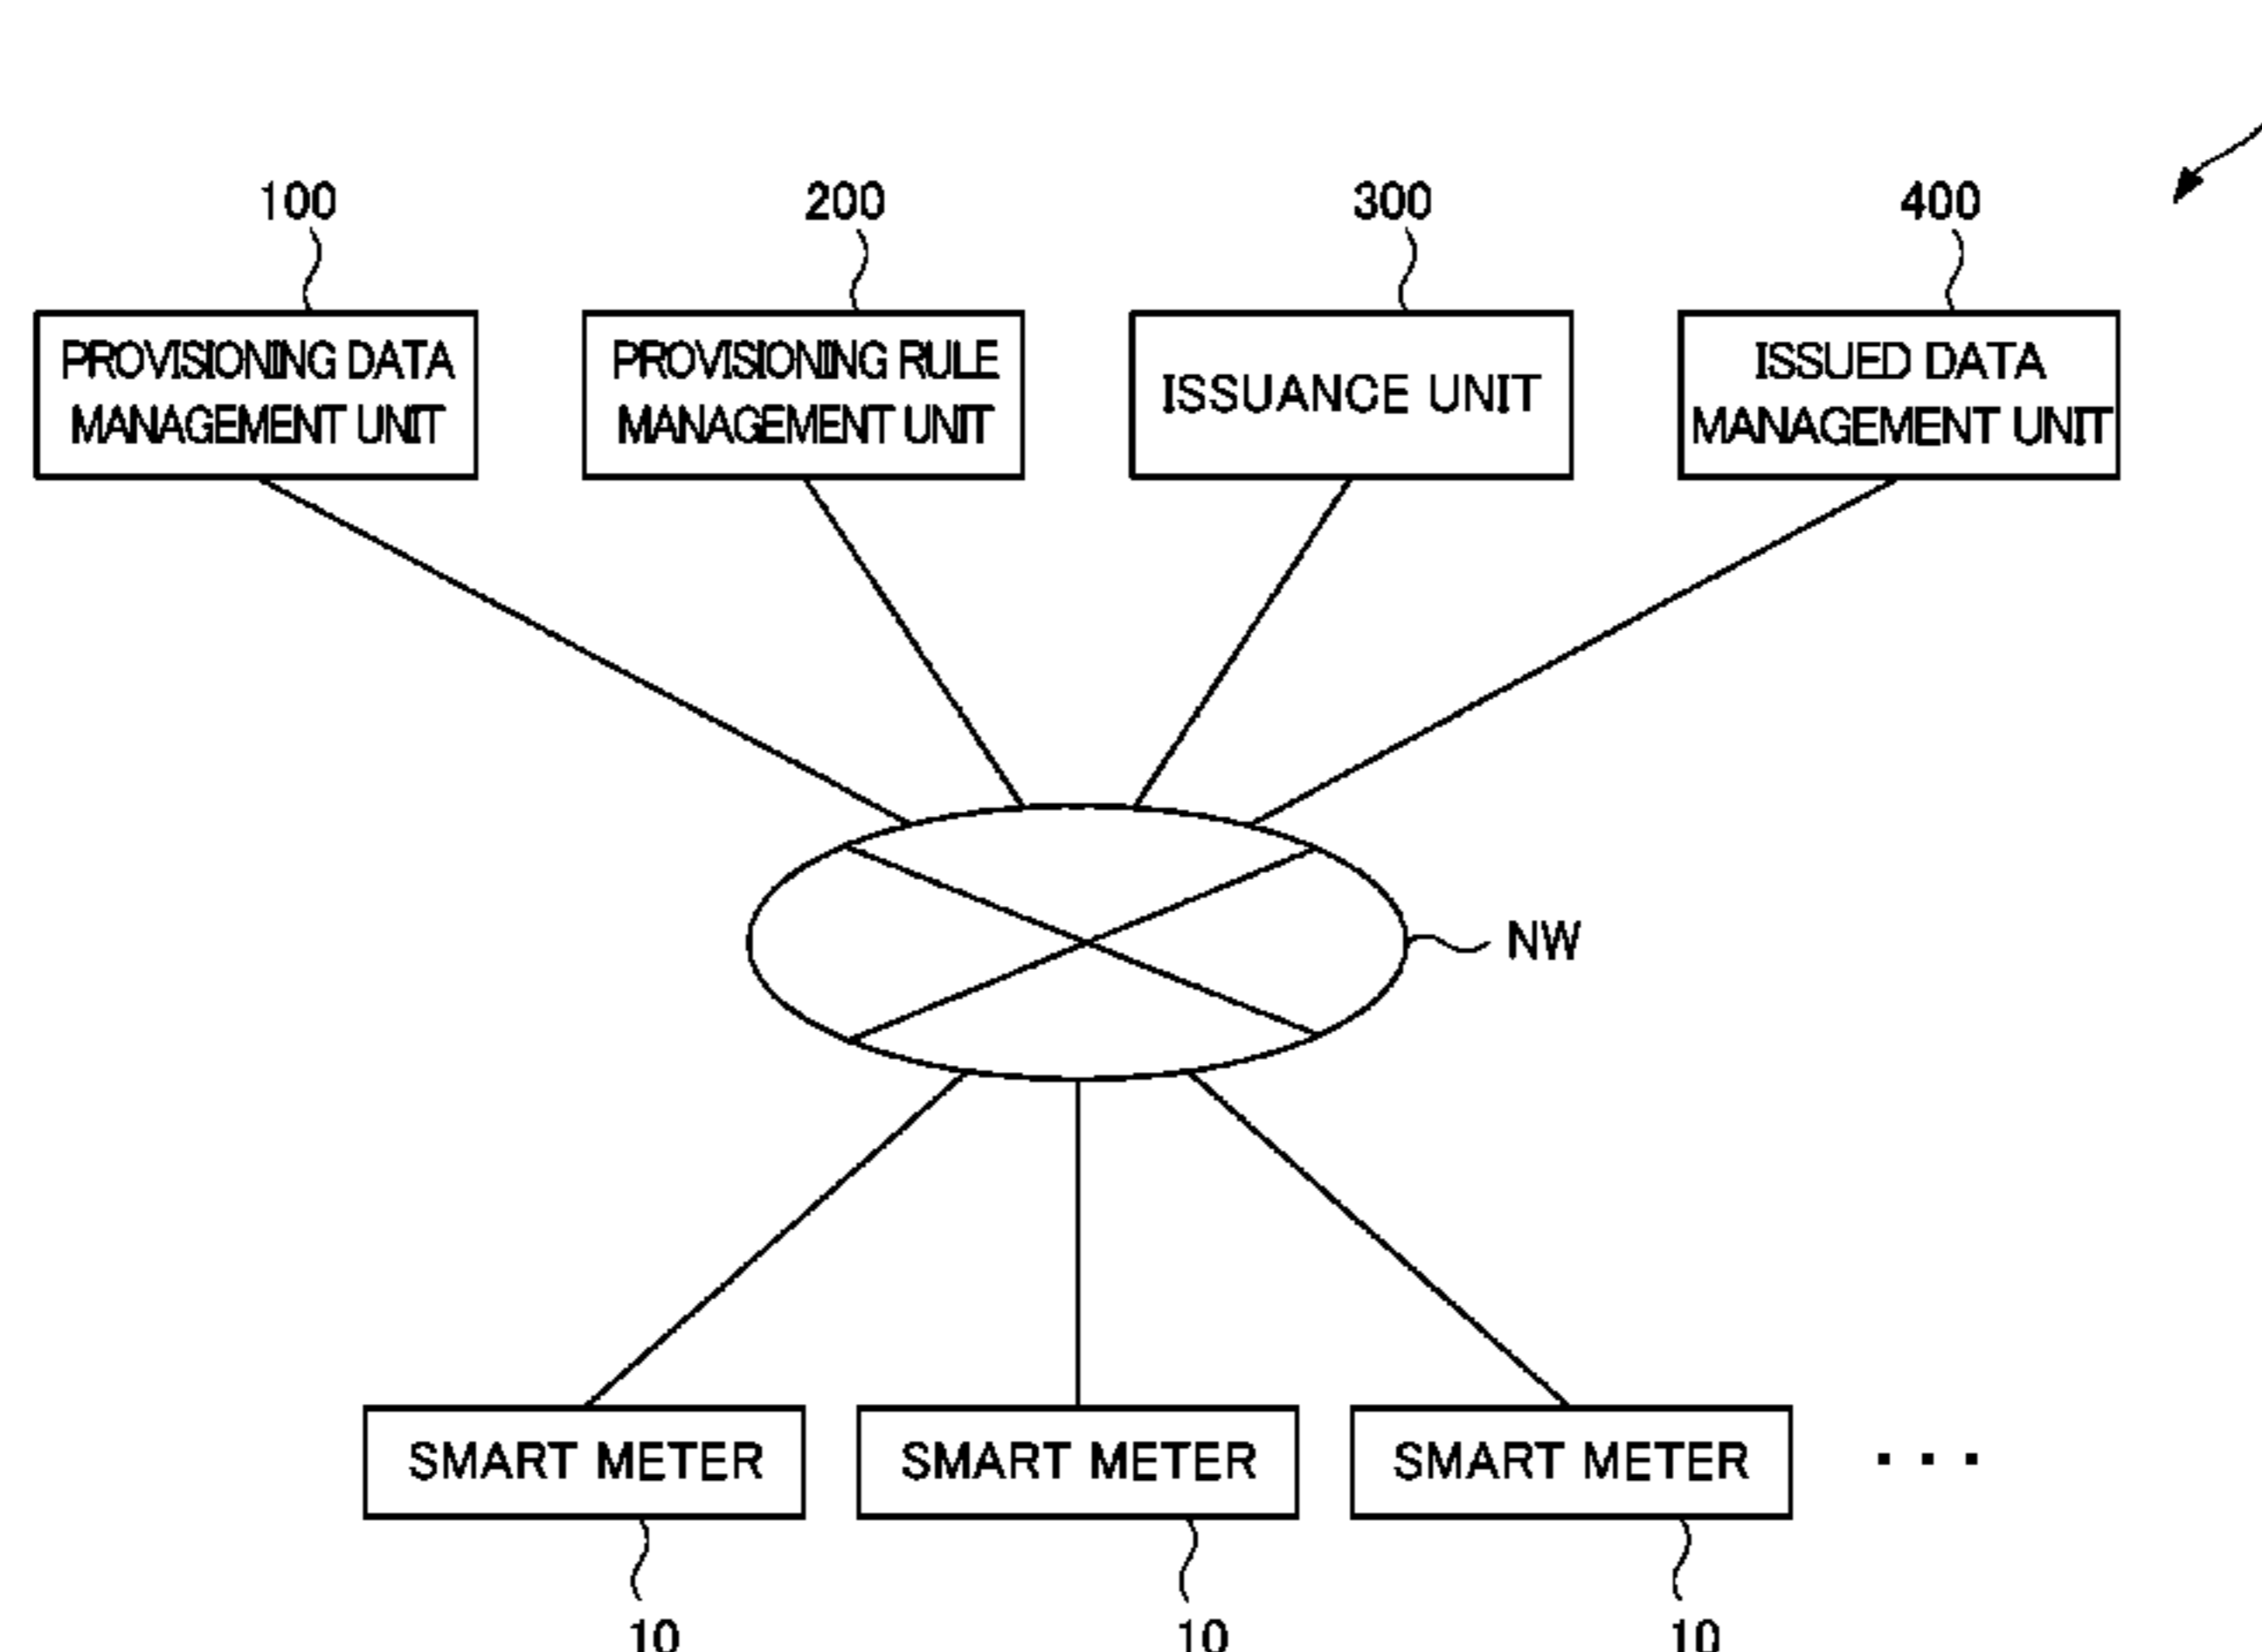 100
200
300
400
PROVISIONING DATA
MANAGEMENT UNIT
PROVISIONING RULE
MANAGEMENT UNIT
ISSUANCE UNIT
ISSUED DATA
MANAGEMENT UNIT
NW
SMART METER
SMART METER
SMART METER
...
10
10
10